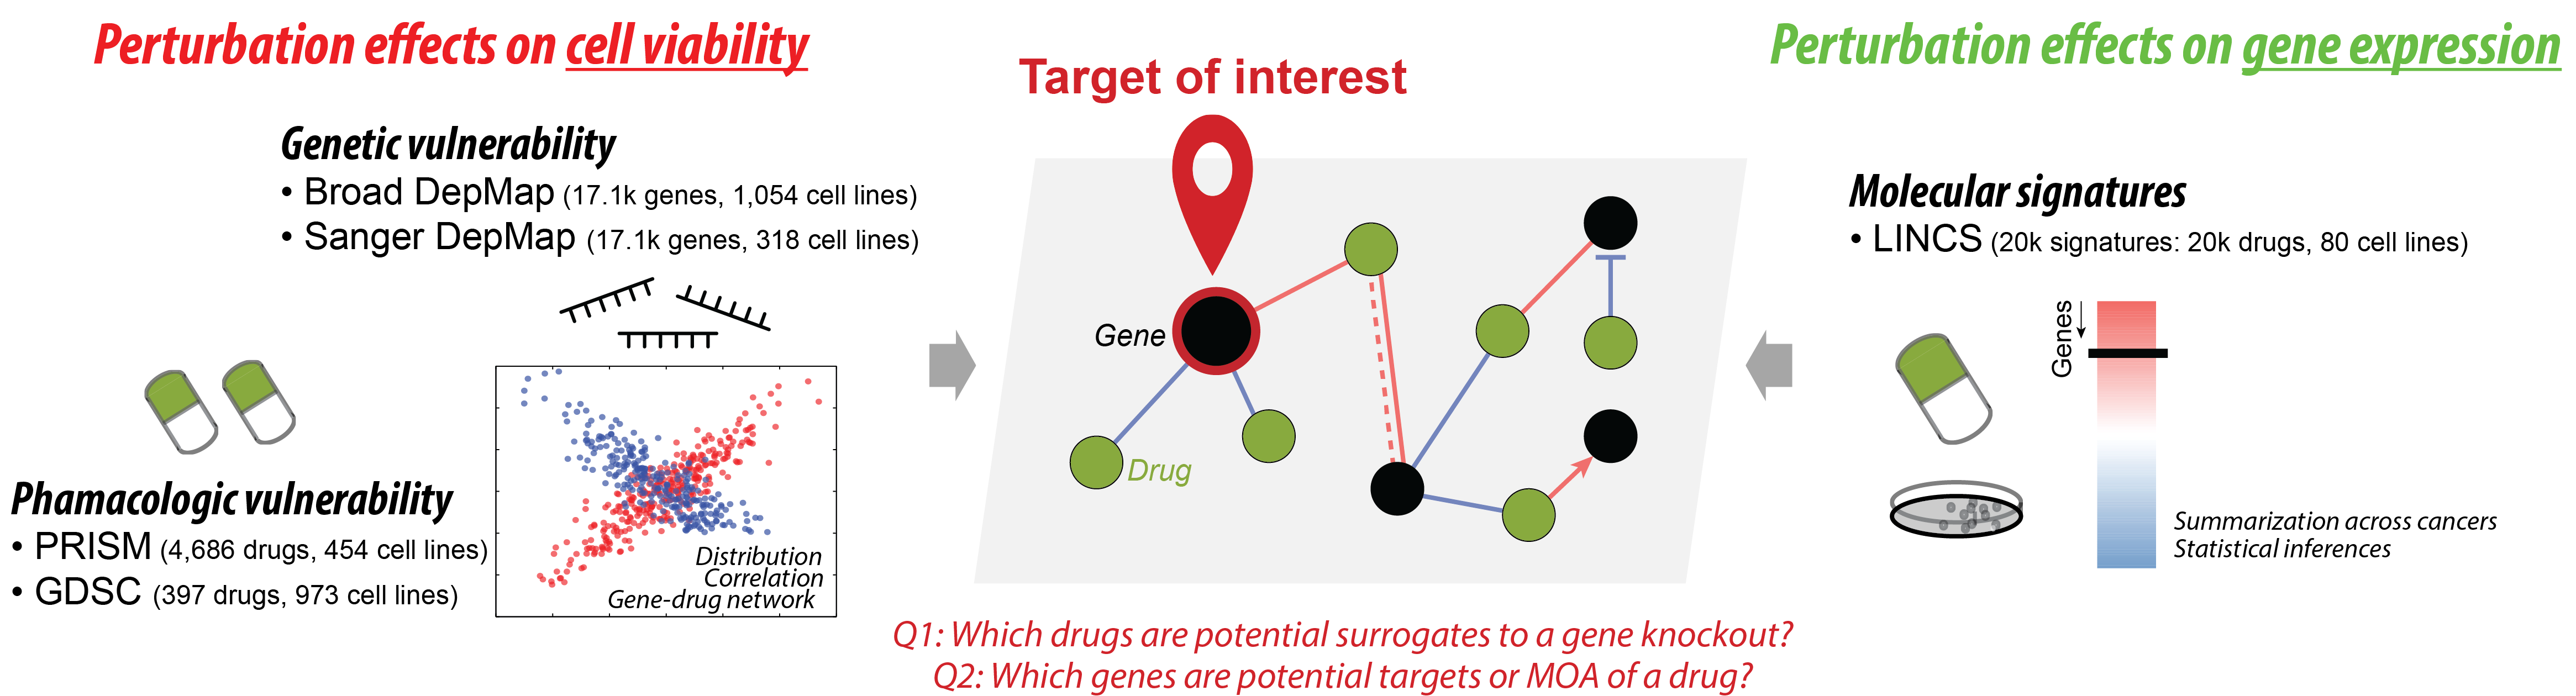 Perturbation effects on cell viability
Genetic vulnerability
• Broad DepMap (17.1k genes, 1,054 cell lines)
• Sanger DepMap (17.1k genes, 318 cell lines)
Phamacologic vulnerability
• PRISM (4,686 drugs, 454 cell lines)
• GDSC (397 drugs, 973 cell lines)
Distribution
Correlation
Gene-drug network
Target of interest
Gene
Drug
Q1: Which drugs are potential surrogates to a gene knockout?
Q2: Which genes are potential targets or MOA of a drug?
Perturbation effects on gene expression
Molecular signatures
• LINCS (20k signatures: 20k drugs, 80 cell lines)
Genes
Summarization across cancers
Statistical inferences